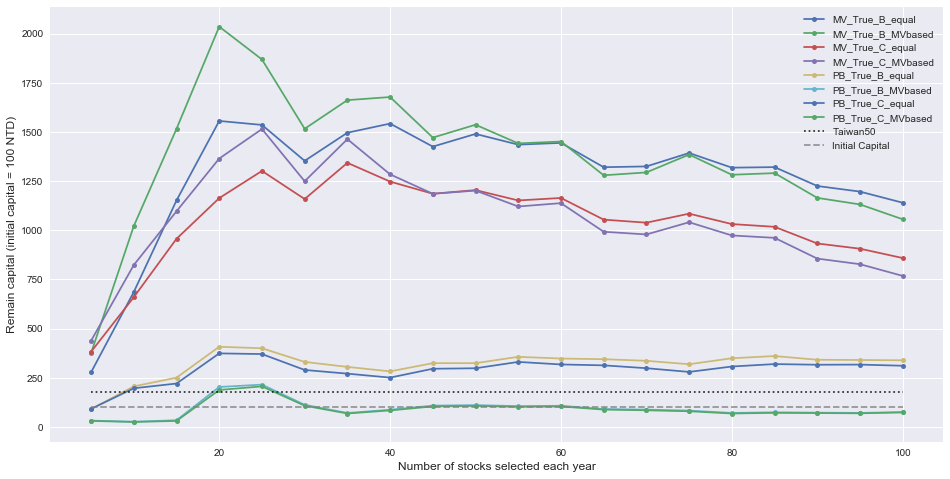 MV_True_B_equal
MV_True_B_MVbased
MV_True_C_equal
MV_True_C_MVbased
PB_True_B_equal
PB_True_B_MVbased
PB_True_C_equal
PB_True_C_MVbased
Taiwan50
Initial Capital
Remain capital (initial capital = 100 NTD)
2000
1750
1500
1250
1000
750
500
250
0
20 40 60 80 100
Number of stocks selected each year